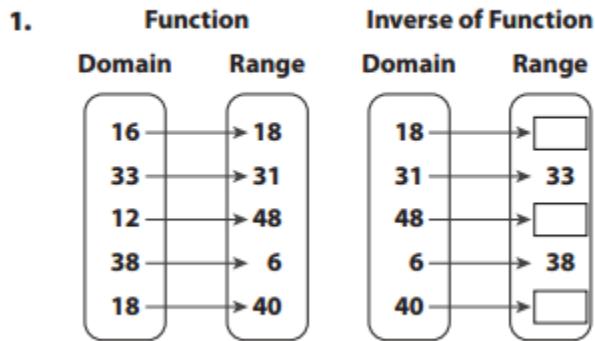 1. Function Inverse of Function
Domain Range Domain Range
16 18 18
33 31 31 33
12 48 48
38 6 6 38
18 40 40